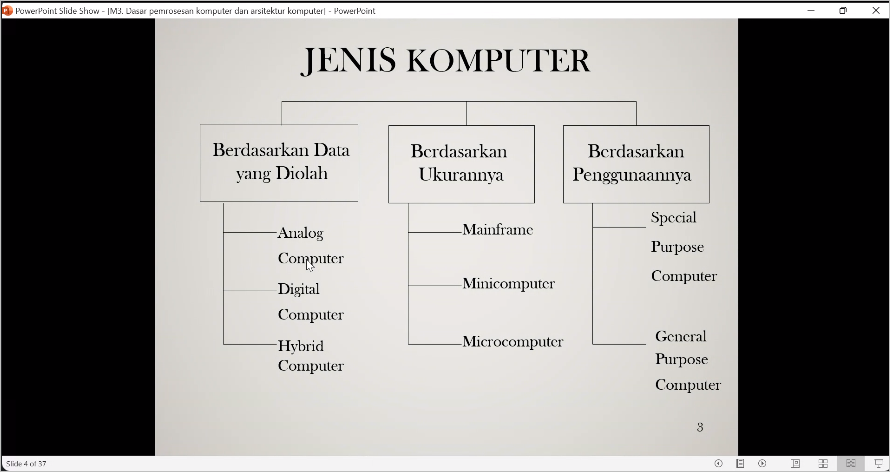 PowerPoint Slide Show - [M3. Dasar pemrosesan komputer dan arsitektur komputer] - PowerPoint
JENIS KOMPUTER
Berdasarkan Data
yang Diolah
Analog
Computer
Digital
Computer
Hybrid
Computer
Berdasarkan
Ukurannya
Mainframe
Minicomputer
Microcomputer
Berdasarkan
Penggunaannya
Special
Purpose
Computer
General
Purpose
Computer
3
Slide 4 of 37